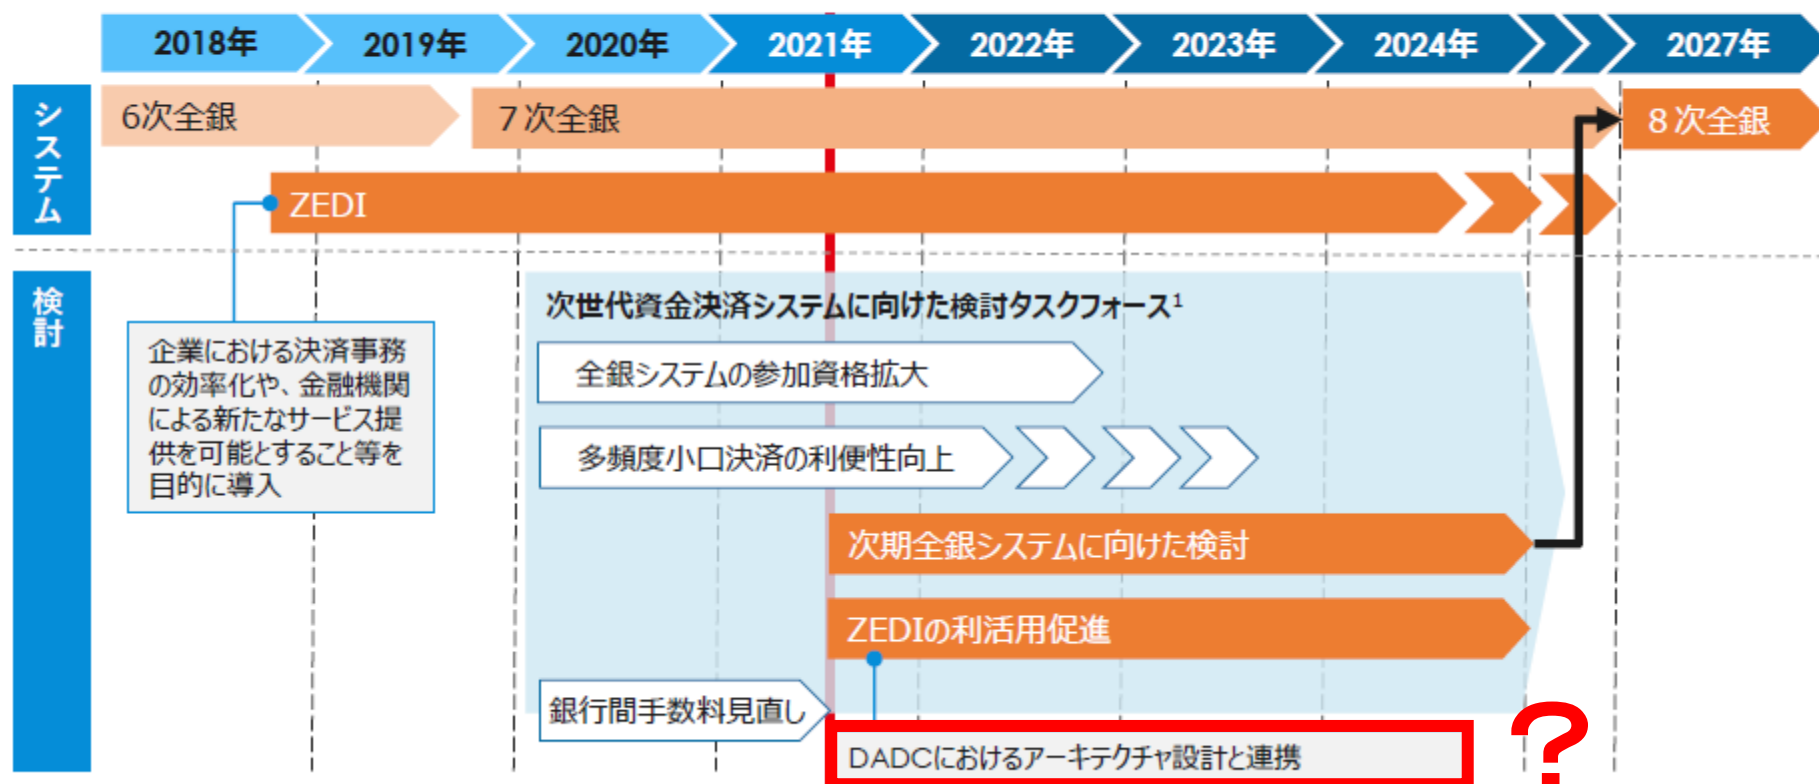 2018年
2019年
2020年
2021年
2022年
2023年
2024年
2027年
システム
6次全銀
7次全銀
8次全銀
ZEDI
検討
企業における決済事務
の効率化や、金融機関
による新たなサービス提
供を可能とすること等を
目的に導入
次世代資金決済システムに向けた検討タスクフォース¹
全銀システムの参加資格拡大
多頻度小口決済の利便性向上
次期全銀システムに向けた検討
ZEDIの利活用促進
銀行間手数料見直し
DADCにおけるアーキテクチャ設計と連携
?